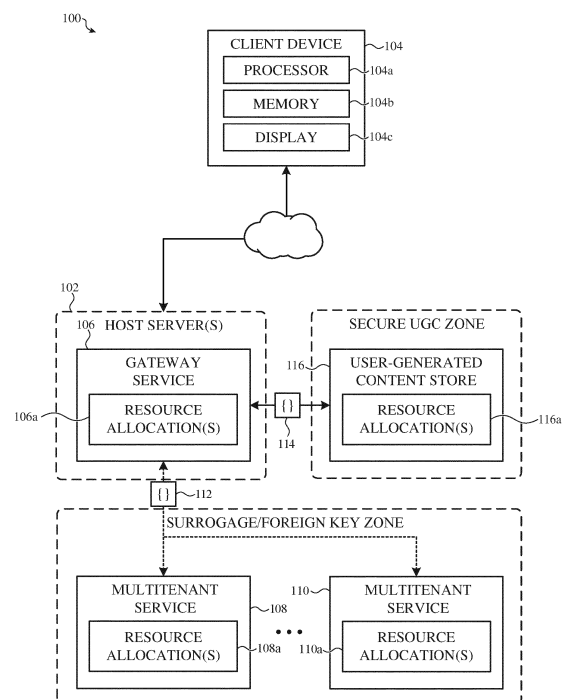 100
CLIENT DEVICE
104
PROCESSOR
104a
MEMORY
104b
DISPLAY
104c
102
HOST SERVER(S)
106
GATEWAY
SERVICE
106a
RESOURCE
ALLOCATION(S)
{}
114
SECURE UGC ZONE
116
USER-GENERATED
CONTENT STORE
RESOURCE
ALLOCATION(S)
116a
{}
112
SURROGAGE/FOREIGN KEY ZONE
MULTITENANT
SERVICE
108
RESOURCE
ALLOCATION(S)
108a
110
MULTITENANT
SERVICE
110a
RESOURCE
ALLOCATION(S)